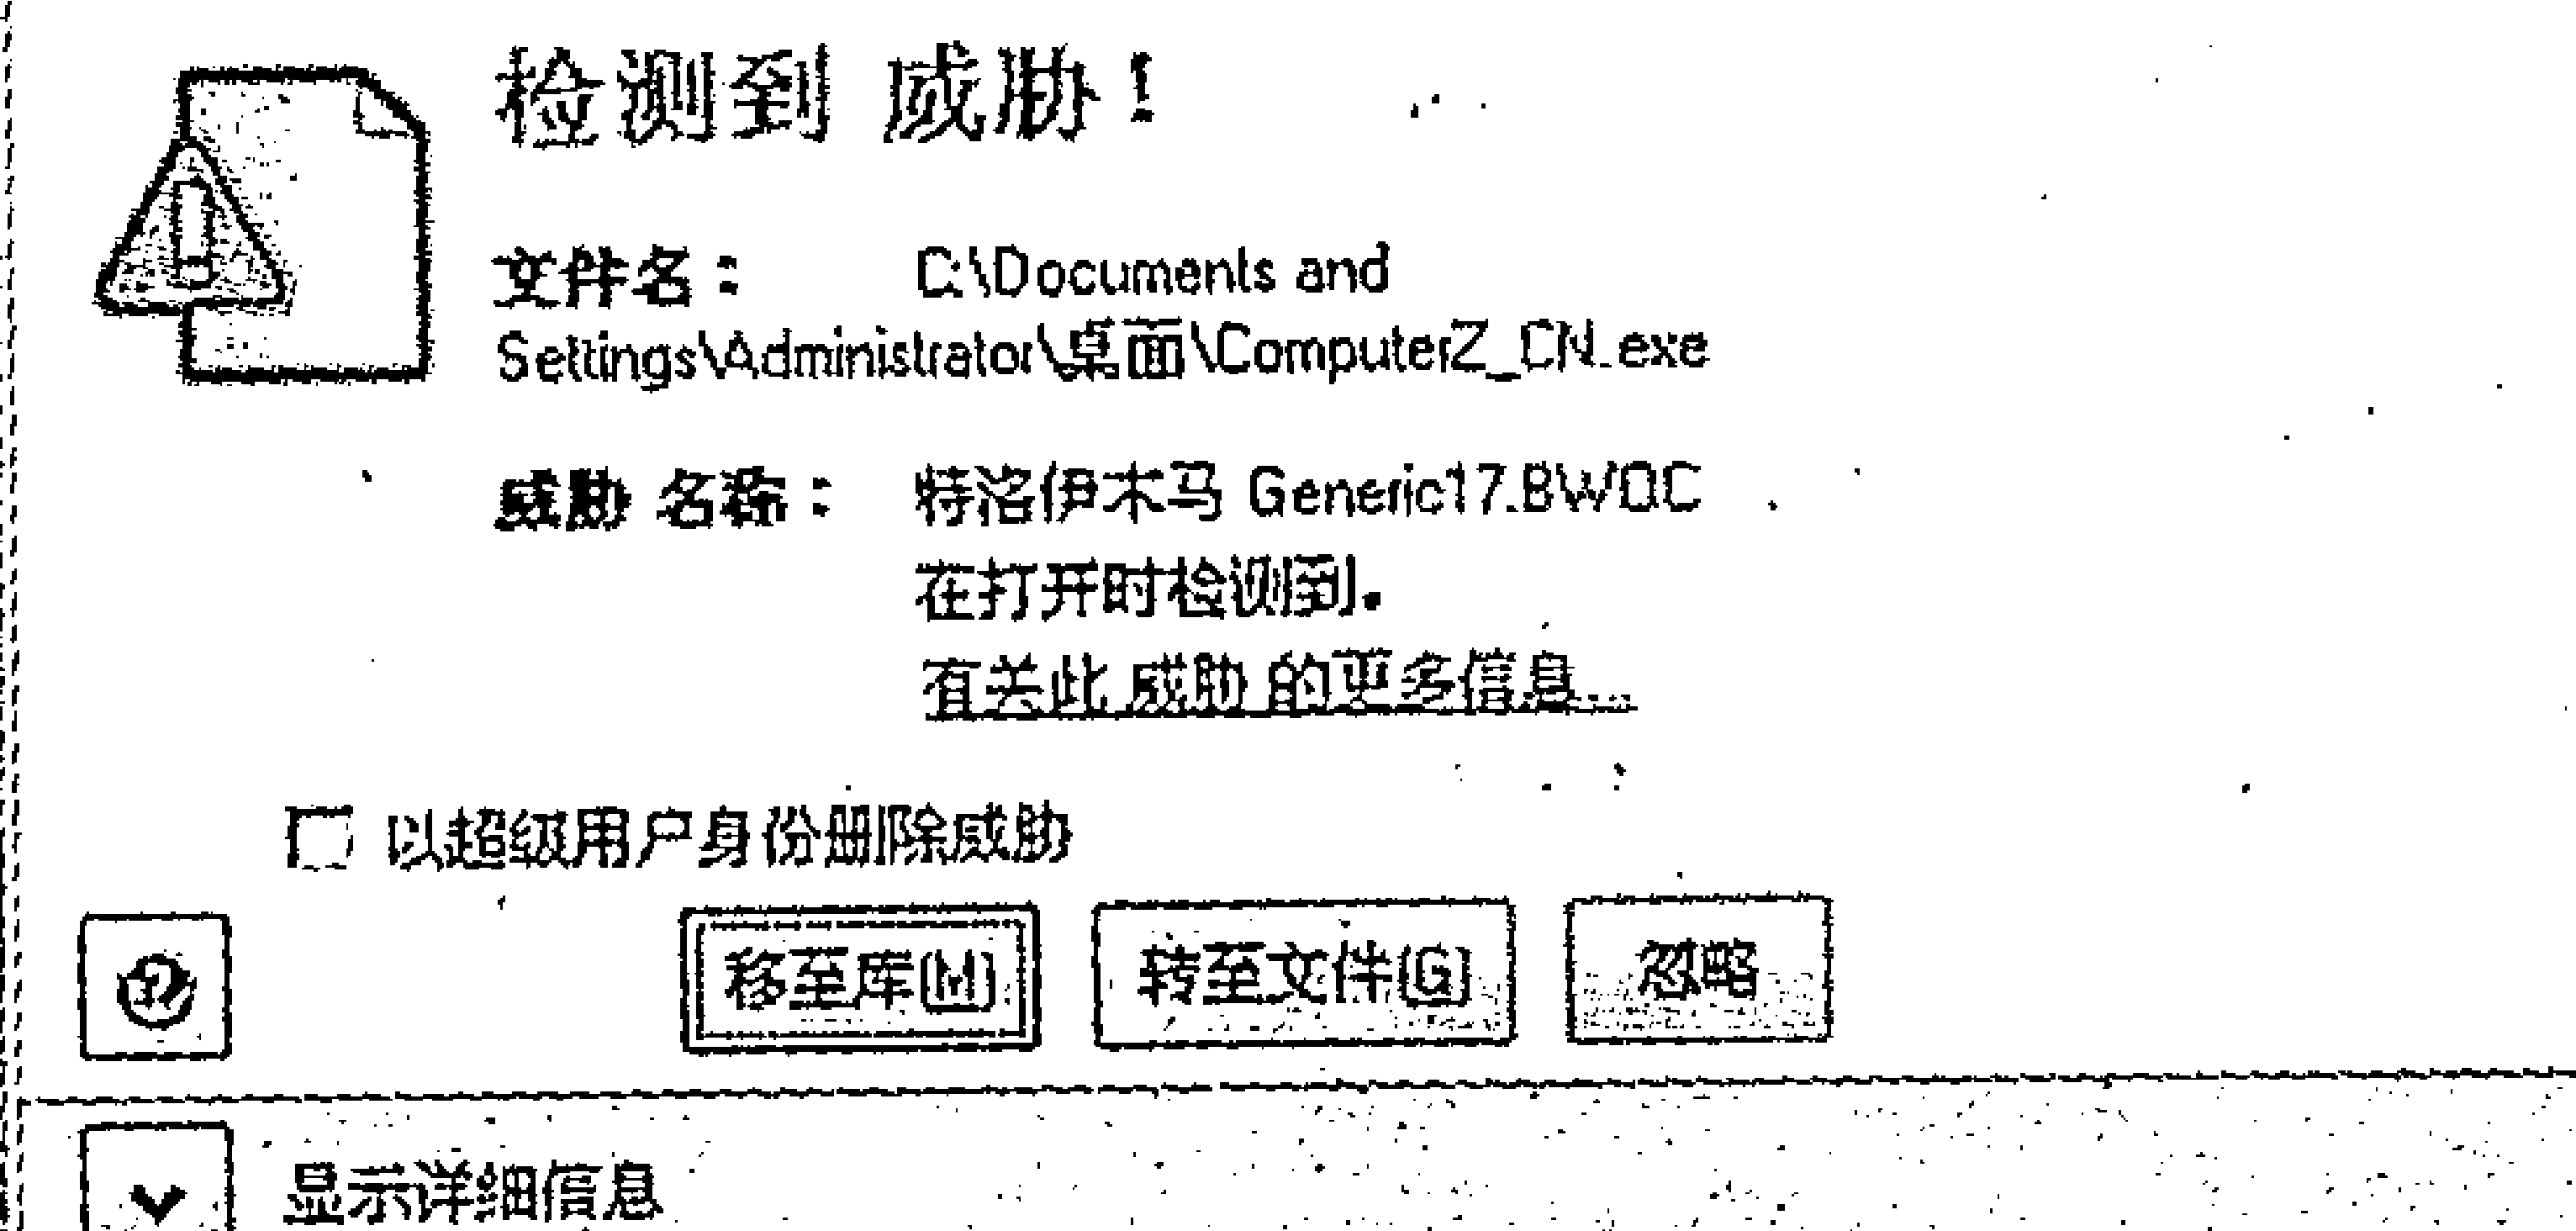 检测到 威胁！
文件名： C:\Documents and
Settings\Administrator\桌面\ComputerZ_CN.exe
威胁 名称： 特洛伊木马 Generic17.BWOC
在打开时检测到。
有关此 威胁 的更多信息...
以超级用户身份删除威胁
移至库(M) 转至文件(G) 忽略
显示详细信息